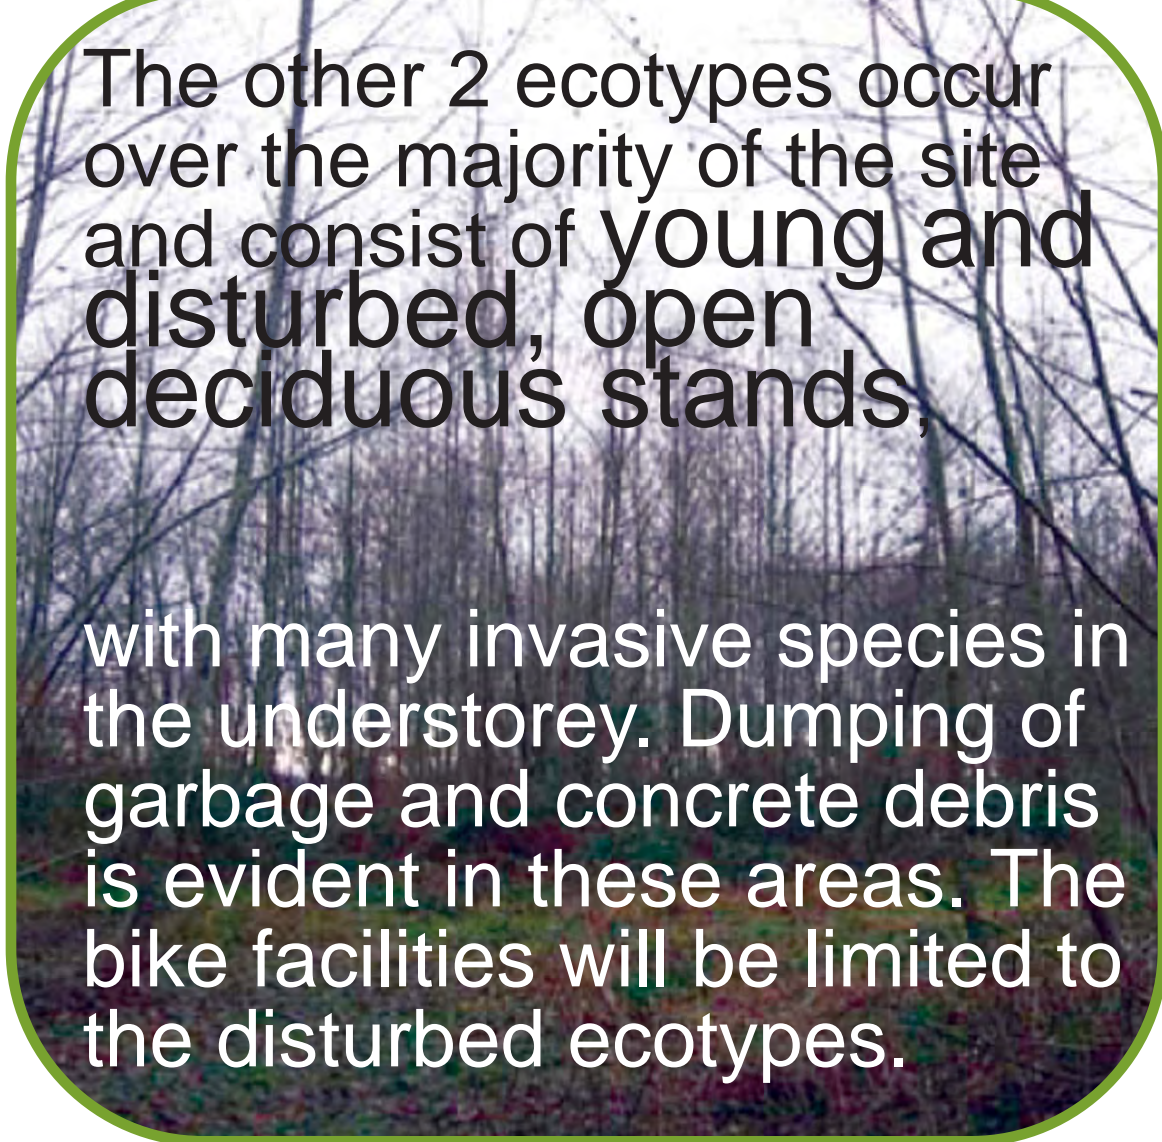 The other 2 ecotypes occur
over the majority of the site
and consist of young and
disturbed, open
deciduous stands,
with many invasive species in
the understorey. Dumping of
garbage and concrete debris
is evident in these areas. The
bike facilities will be limited to
the disturbed ecotypes.